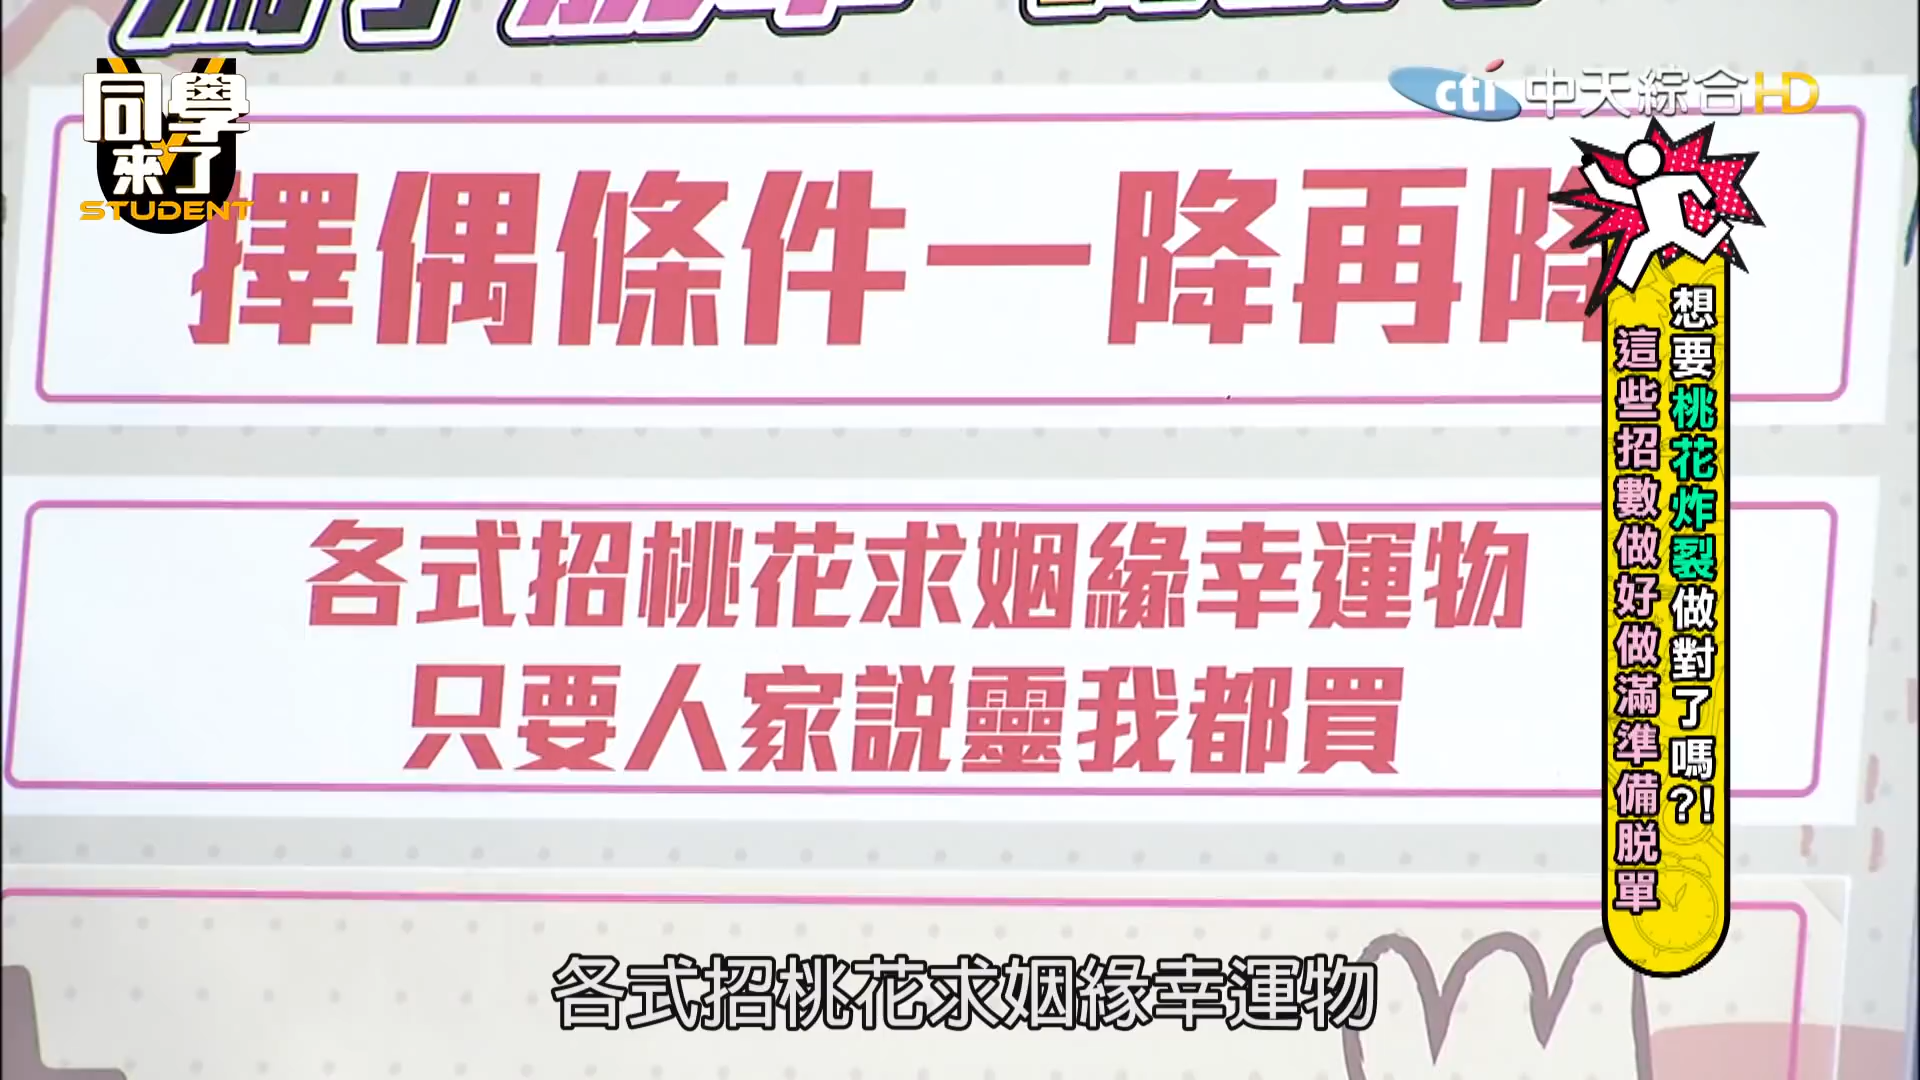 同學
來了
STUDENT
cti 中天綜合HD
擇偶條件一降再降
各式招桃花求姻緣幸運物
只要人家說靈我都買
想要桃花炸裂做對了嗎?!
這些招數做好做滿準備脫單
各式招桃花求姻緣幸運物